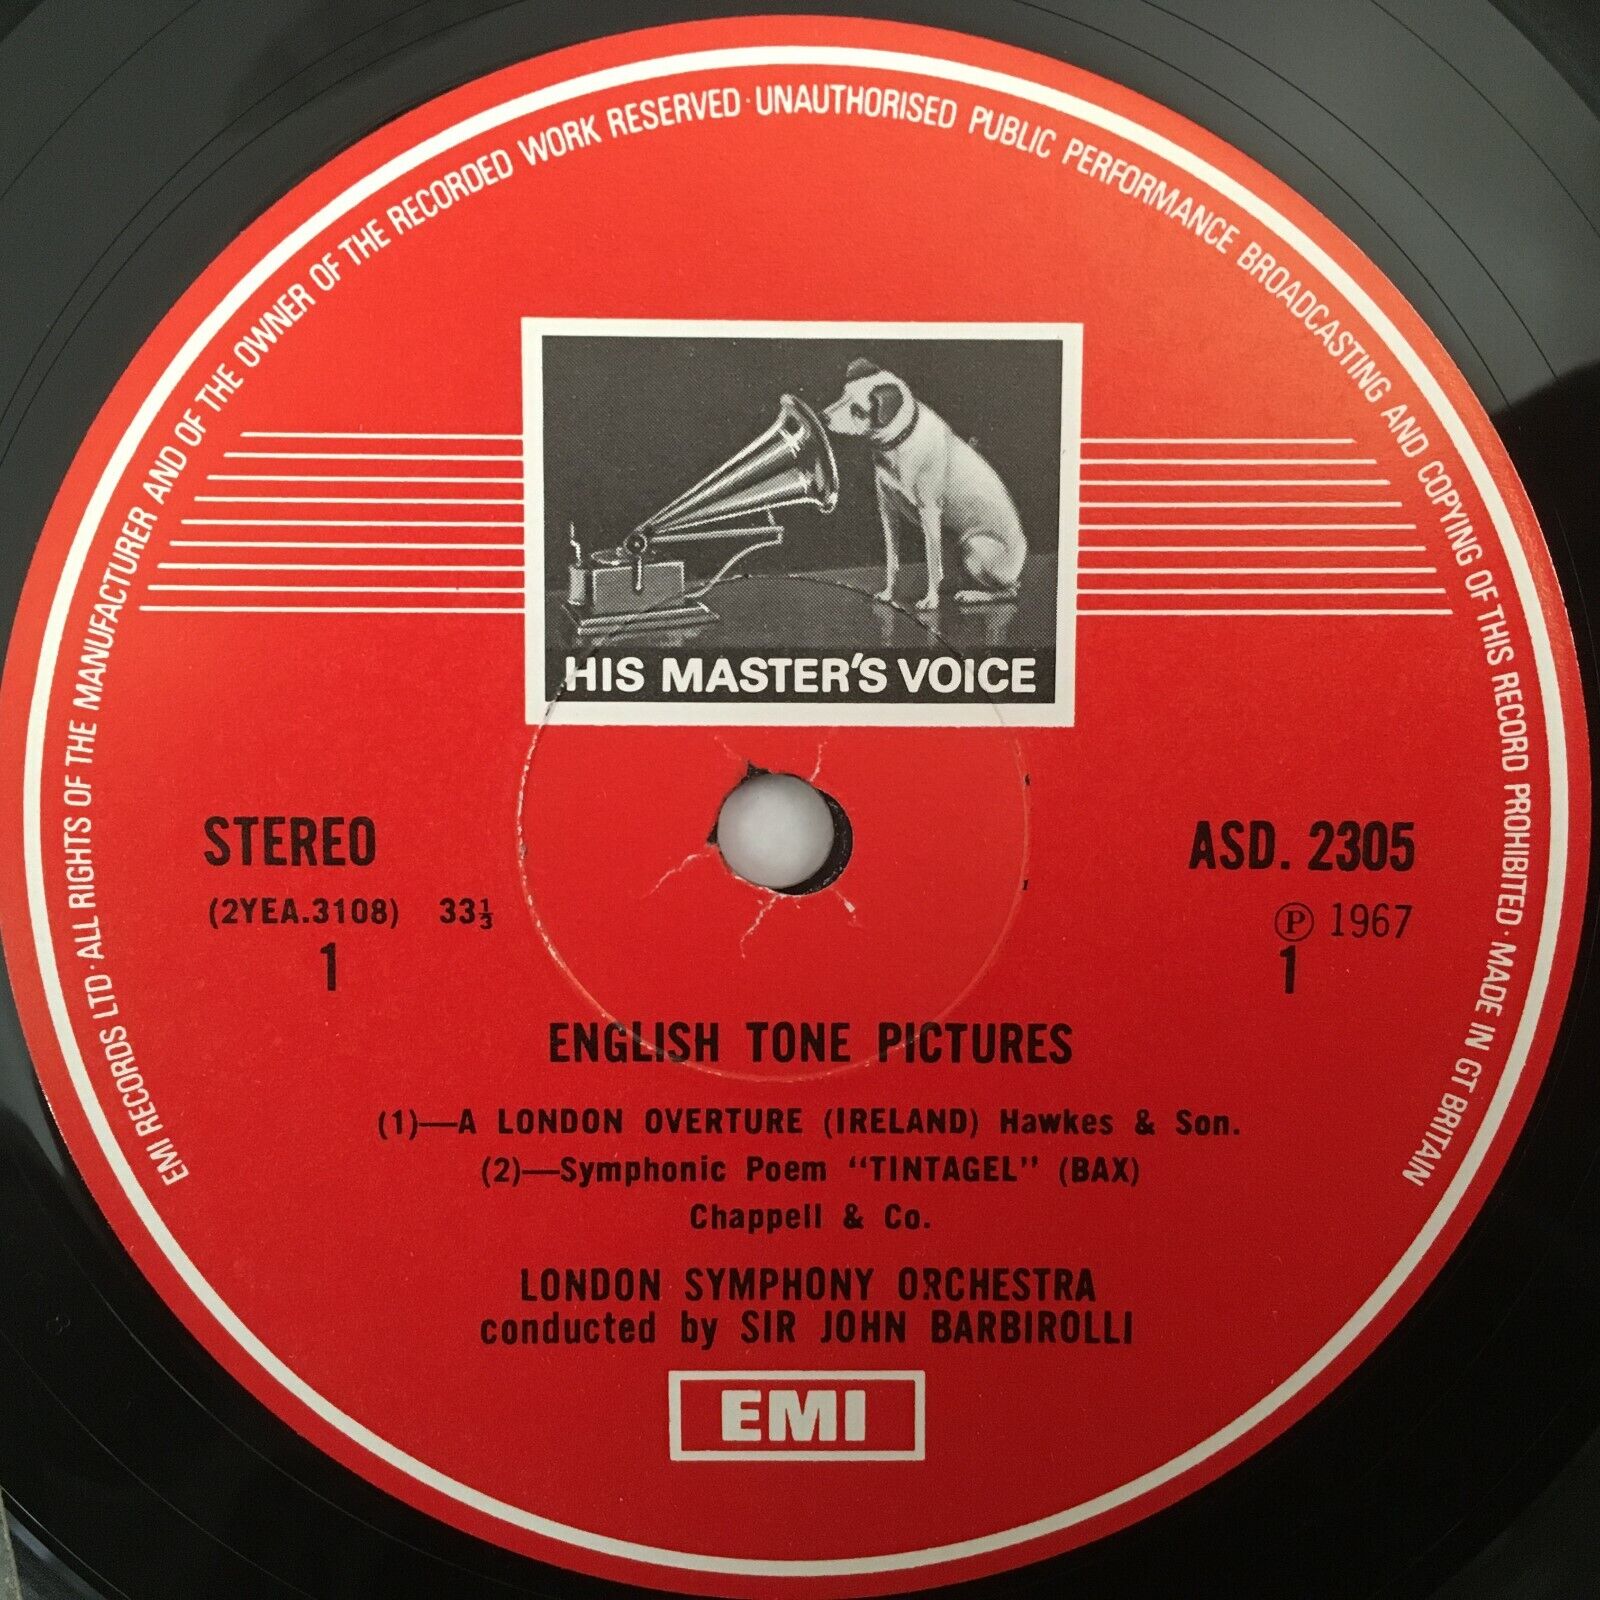 EMI RECORDS LTD · ALL RIGHTS OF THE MANUFACTURER AND OF THE OWNER OF THE RECORDED WORK RESERVED · UNAUTHORISED PUBLIC PERFORMANCE BROADCASTING AND COPYING OF THIS RECORD PROHIBITED · MADE IN GT BRITAIN
HIS MASTER'S VOICE
STEREO
ASD. 2305
(2YEA.3108) 33⅓
Ⓟ 1967
1
1
ENGLISH TONE PICTURES
(1)—A LONDON OVERTURE (IRELAND) Hawkes & Son.
(2)—Symphonic Poem "TINTAGEL" (BAX)
Chappell & Co.
LONDON SYMPHONY ORCHESTRA
conducted by SIR JOHN BARBIROLLI
EMI